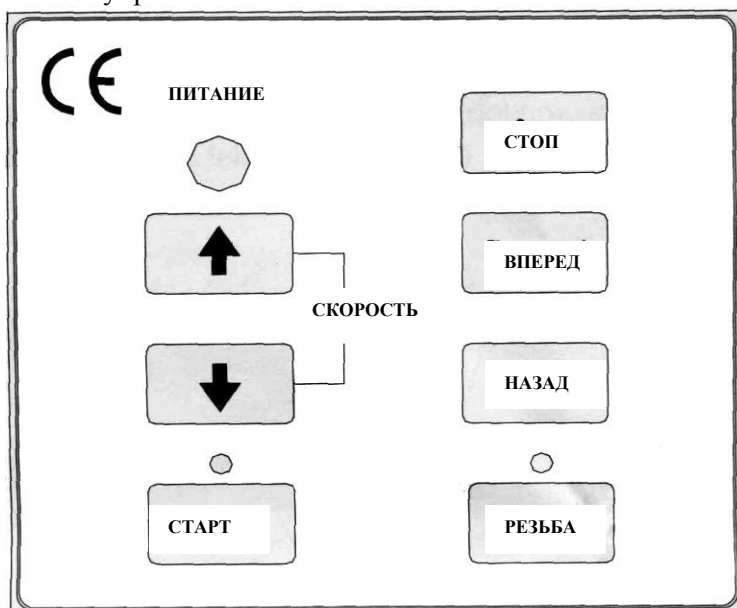 CE
ПИТАНИЕ
СТОП
ВПЕРЕД
СКОРОСТЬ
НАЗАД
СТАРТ
РЕЗЬБА